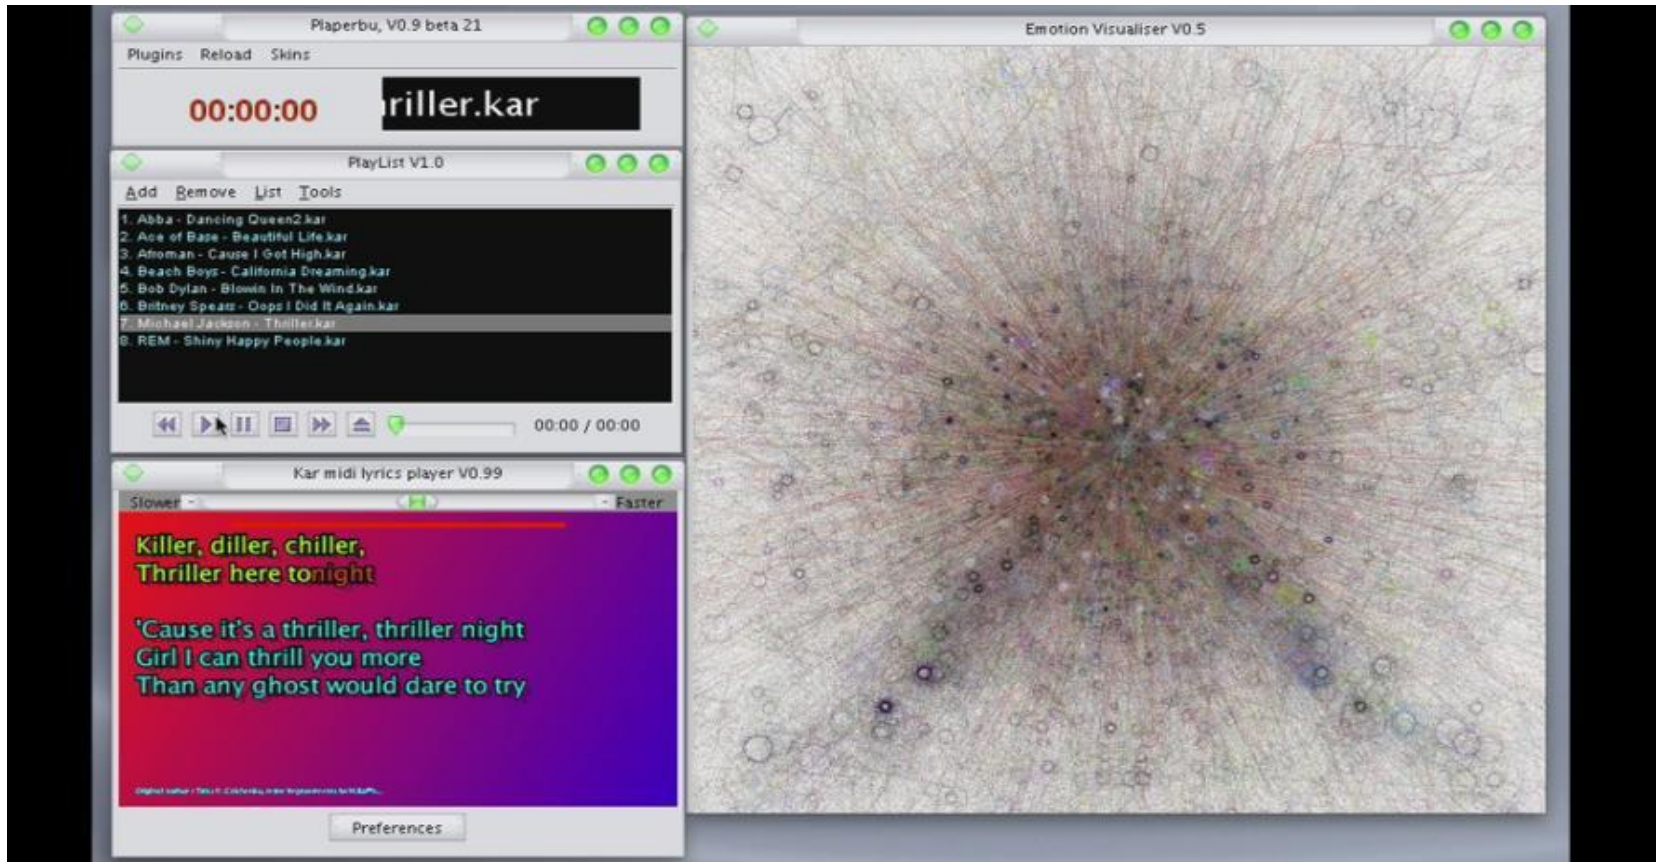 Plaperbu, V0.9 beta 21
Plugins Reload Skins
00:00:00
riller.kar
PlayList V1.0
Add Remove List Tools
1. Abba - Dancing Queen2.kar
2. Ace of Base - Beautiful Life.kar
3. Afroman - Cause I Got High.kar
4. Beach Boys - California Dreaming.kar
5. Bob Dylan - Blowin In The Wind.kar
6. Britney Spears - Oops I Did It Again.kar
7. Michael Jackson - Thriller.kar
8. REM - Shiny Happy People.kar
00:00 / 00:00
Kar midi lyrics player V0.99
Slower - - Faster
Killer, diller, chiller,
Thriller here tonight
'Cause it's a thriller, thriller night
Girl I can thrill you more
Than any ghost would dare to try
Preferences
Emotion Visualiser V0.5